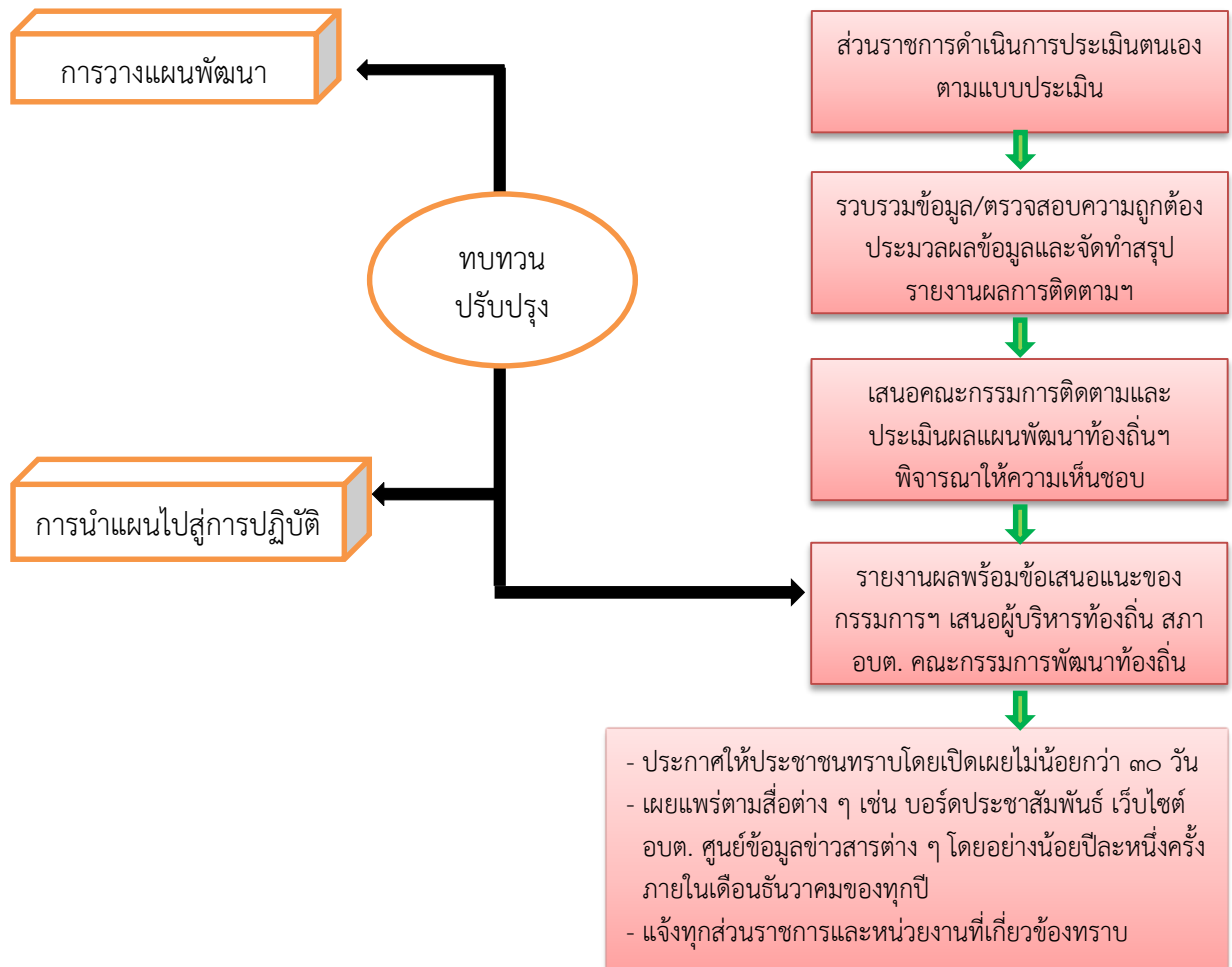 การวางแผนพัฒนา
ทบทวน
ปรับปรุง
การนำแผนไปสู่การปฏิบัติ
ส่วนราชการดำเนินการประเมินตนเอง
ตามแบบประเมิน
รวบรวมข้อมูล/ตรวจสอบความถูกต้อง
ประมวลผลข้อมูลและจัดทำสรุป
รายงานผลการติดตามฯ
เสนอคณะกรรมการติดตามและ
ประเมินผลแผนพัฒนาท้องถิ่นฯ
พิจารณาให้ความเห็นชอบ
รายงานผลพร้อมข้อเสนอแนะของ
กรรมการฯ เสนอผู้บริหารท้องถิ่น สภา
อบต. คณะกรรมการพัฒนาท้องถิ่น
- ประกาศให้ประชาชนทราบโดยเปิดเผยไม่น้อยกว่า ๓๐ วัน
- เผยแพร่ตามสื่อต่าง ๆ เช่น บอร์ดประชาสัมพันธ์ เว็บไซต์
อบต. ศูนย์ข้อมูลข่าวสารต่าง ๆ โดยอย่างน้อยปีละหนึ่งครั้ง
ภายในเดือนธันวาคมของทุกปี
- แจ้งทุกส่วนราชการและหน่วยงานที่เกี่ยวข้องทราบ